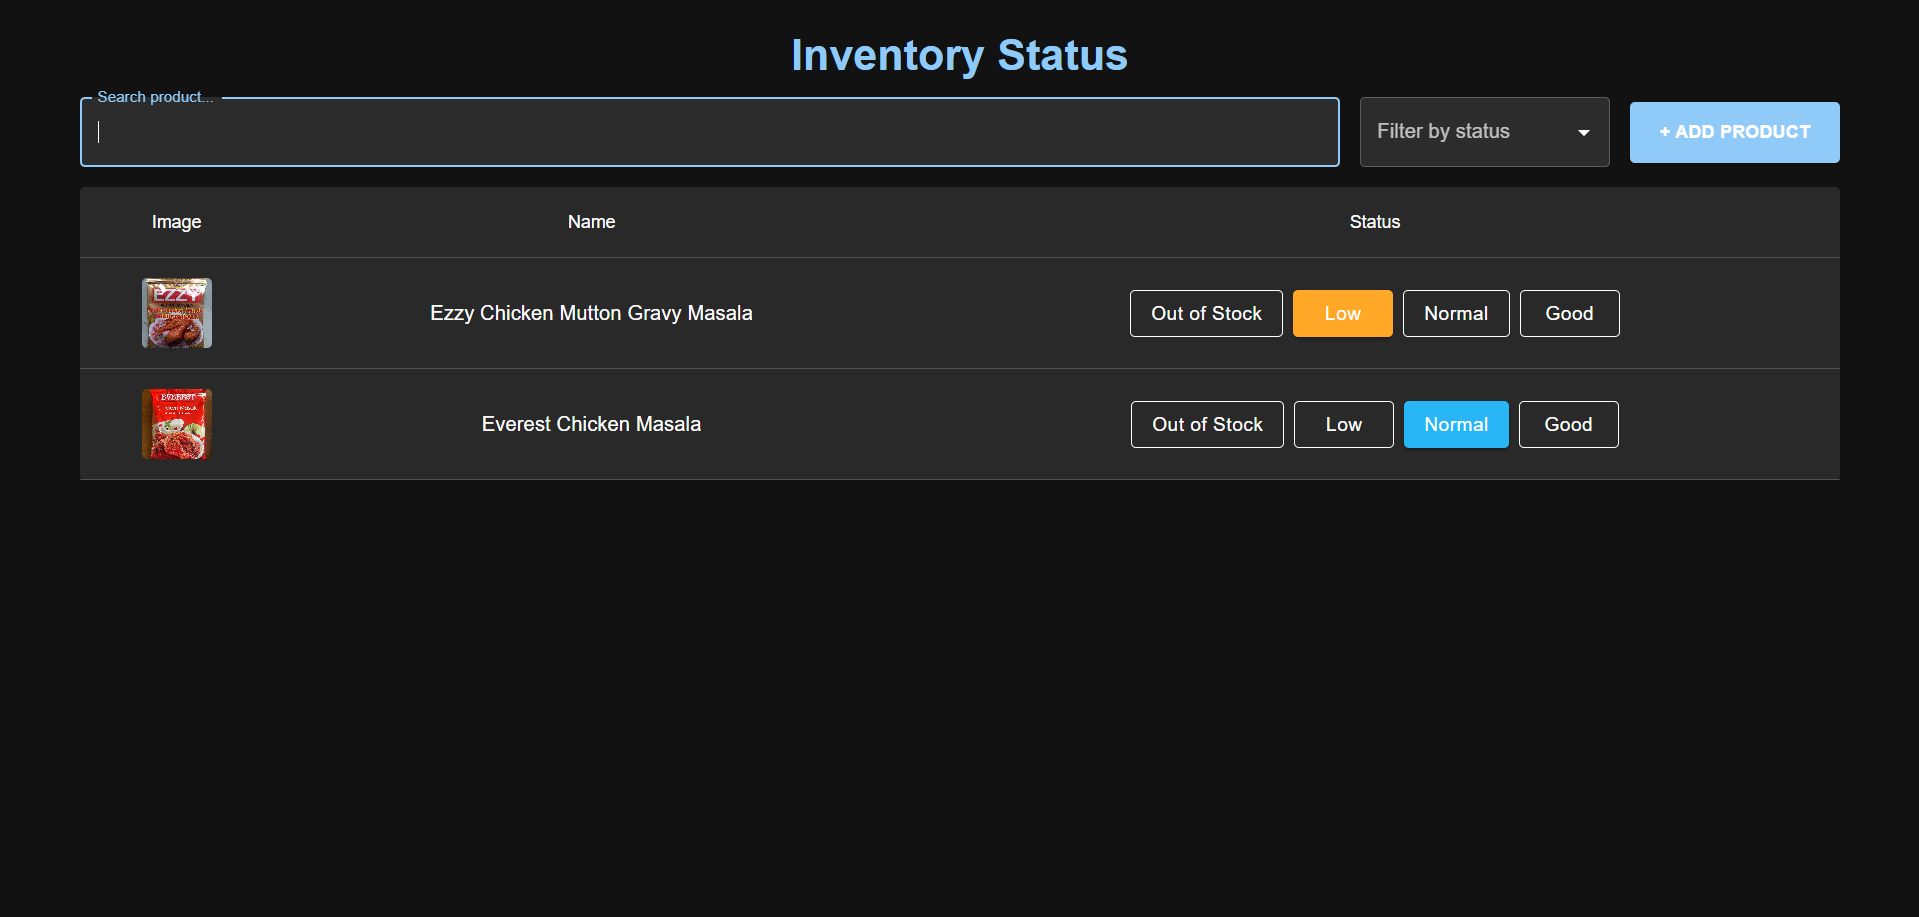 Inventory Status
Search product...
Filter by status
+ ADD PRODUCT
Image Name Status
EZZY
Ezzy Chicken Mutton Gravy Masala
Out of Stock Low Normal Good
EVEREST
Everest Chicken Masala
Out of Stock Low Normal Good